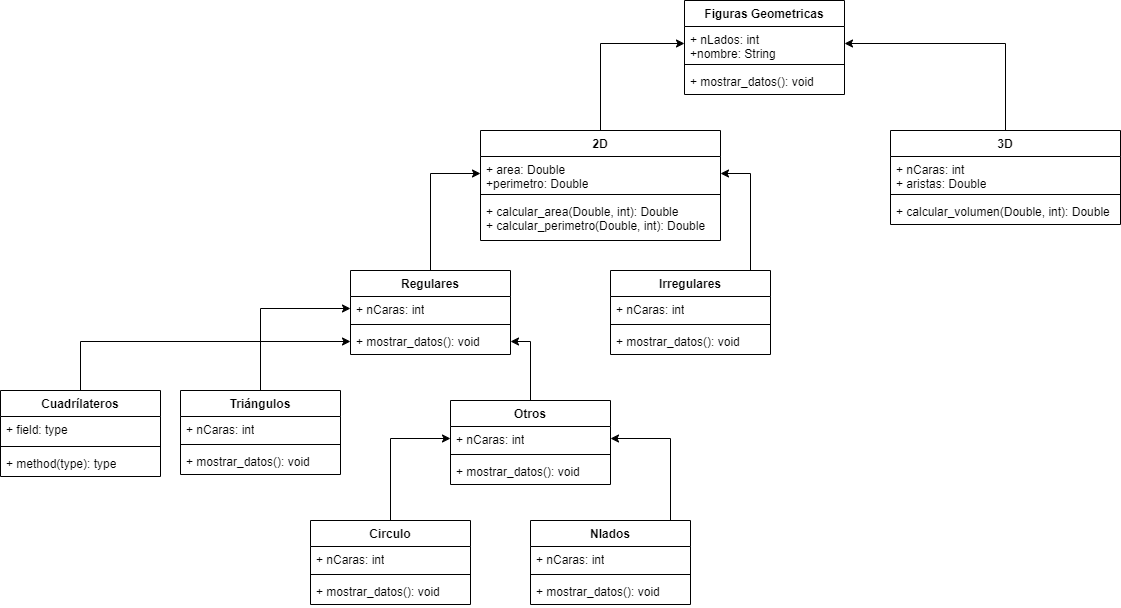 Figuras Geometricas
+ nLados: int
+nombre: String
+ mostrar_datos(): void
2D
+ area: Double
+perimetro: Double
+ calcular_area(Double, int): Double
+ calcular_perimetro(Double, int): Double
3D
+ nCaras: int
+ aristas: Double
+ calcular_volumen(Double, int): Double
Regulares
+ nCaras: int
+ mostrar_datos(): void
Irregulares
+ nCaras: int
+ mostrar_datos(): void
Cuadrílateros
+ field: type
+ method(type): type
Triángulos
+ nCaras: int
+ mostrar_datos(): void
Otros
+ nCaras: int
+ mostrar_datos(): void
Circulo
+ nCaras: int
+ mostrar_datos(): void
Nlados
+ nCaras: int
+ mostrar_datos(): void